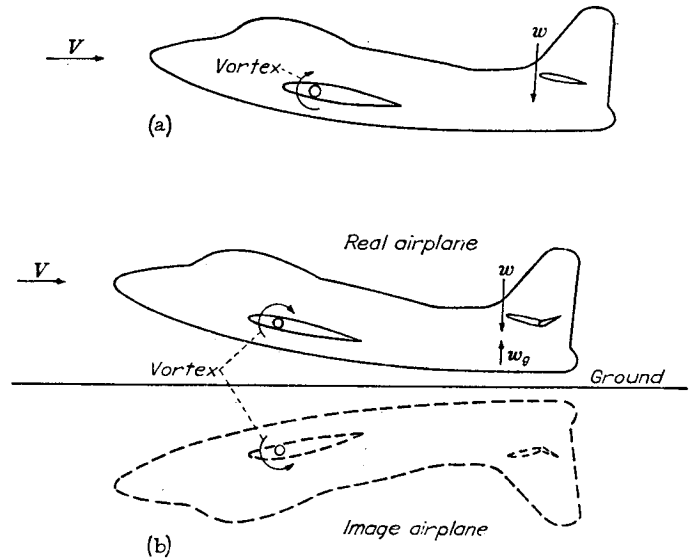 V
w
Vortex
(a)
Real airplane
V
w
w_g
Vortex
Ground
Image airplane
(b)